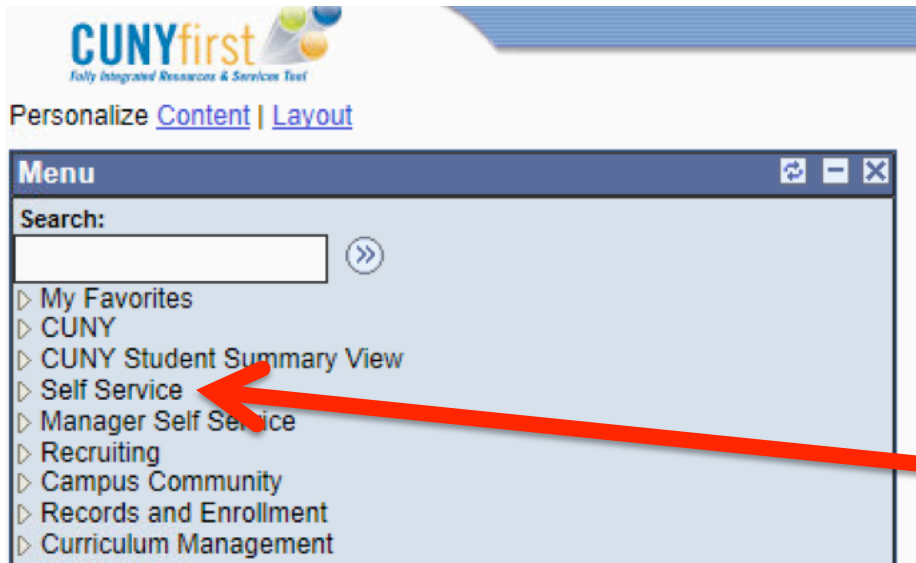 CUNYfirst
Fully Integrated Resources & Services Tool
Personalize Content | Layout
Menu
Search:
My Favorites
CUNY
CUNY Student Summary View
Self Service
Manager Self Service
Recruiting
Campus Community
Records and Enrollment
Curriculum Management